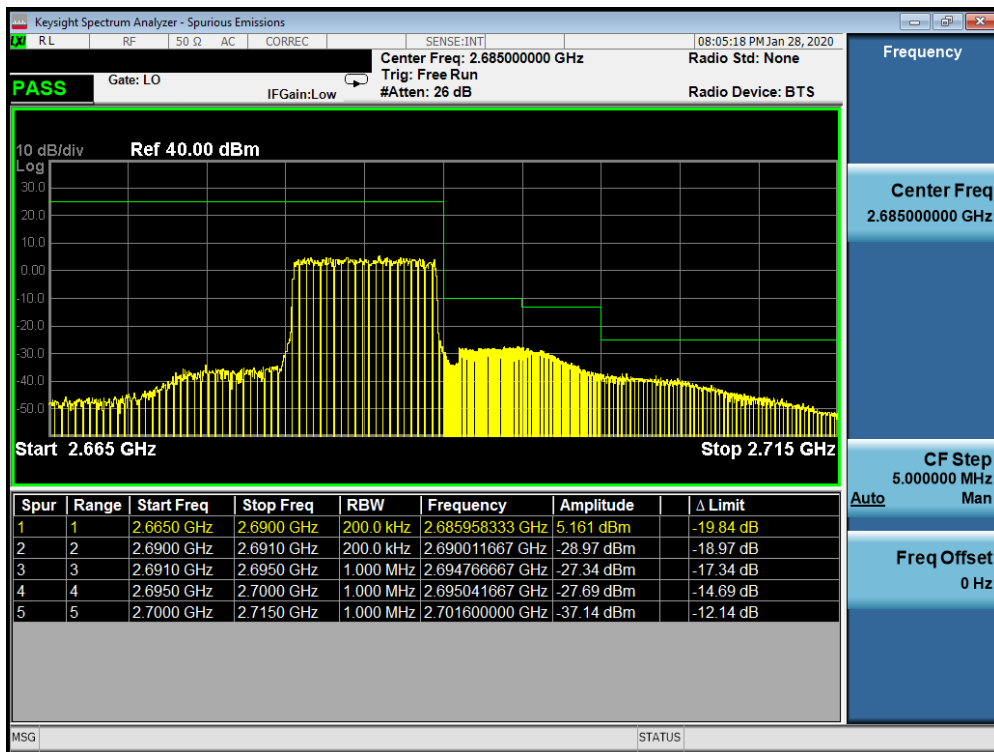 Keysight Spectrum Analyzer - Spurious Emissions
LXI RL RF 50 Ω AC CORREC SENSE:INT 08:05:18 PM Jan 28, 2020
Center Freq: 2.685000000 GHz Radio Std: None
PASS Gate: LO Trig: Free Run
IFGain:Low #Atten: 26 dB Radio Device: BTS
10 dB/div Ref 40.00 dBm
Log
30.0
20.0
10.0
0.00
-10.0
-20.0
-30.0
-40.0
-50.0
Start 2.665 GHz Stop 2.715 GHz
Spur Range Start Freq Stop Freq RBW Frequency Amplitude Δ Limit
1 1 2.6650 GHz 2.6900 GHz 200.0 kHz 2.685958333 GHz 5.161 dBm -19.84 dB
2 2 2.6900 GHz 2.6910 GHz 200.0 kHz 2.690011667 GHz -28.97 dBm -18.97 dB
3 3 2.6910 GHz 2.6950 GHz 1.000 MHz 2.694766667 GHz -27.34 dBm -17.34 dB
4 4 2.6950 GHz 2.7000 GHz 1.000 MHz 2.695041667 GHz -27.69 dBm -14.69 dB
5 5 2.7000 GHz 2.7150 GHz 1.000 MHz 2.701600000 GHz -37.14 dBm -12.14 dB
MSG STATUS
Frequency
Center Freq
2.685000000 GHz
CF Step
5.000000 MHz
Auto Man
Freq Offset
0 Hz